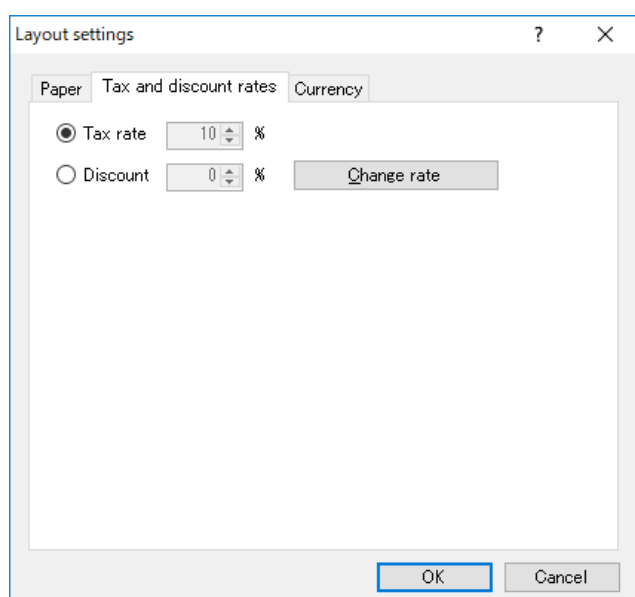 Layout settings ?
Paper Tax and discount rates Currency
Tax rate 10 %
Discount 0 % Change rate
OK Cancel